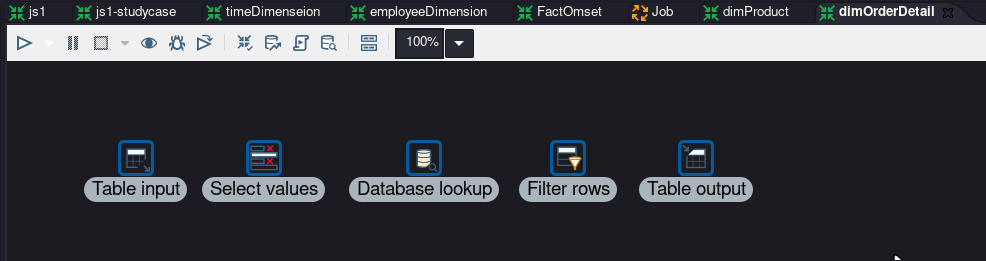 js1 js1-studycase timeDimenseion employeeDimension FactOmset Job dimProduct dimOrderDetail
100%
Table input Select values Database lookup Filter rows Table output